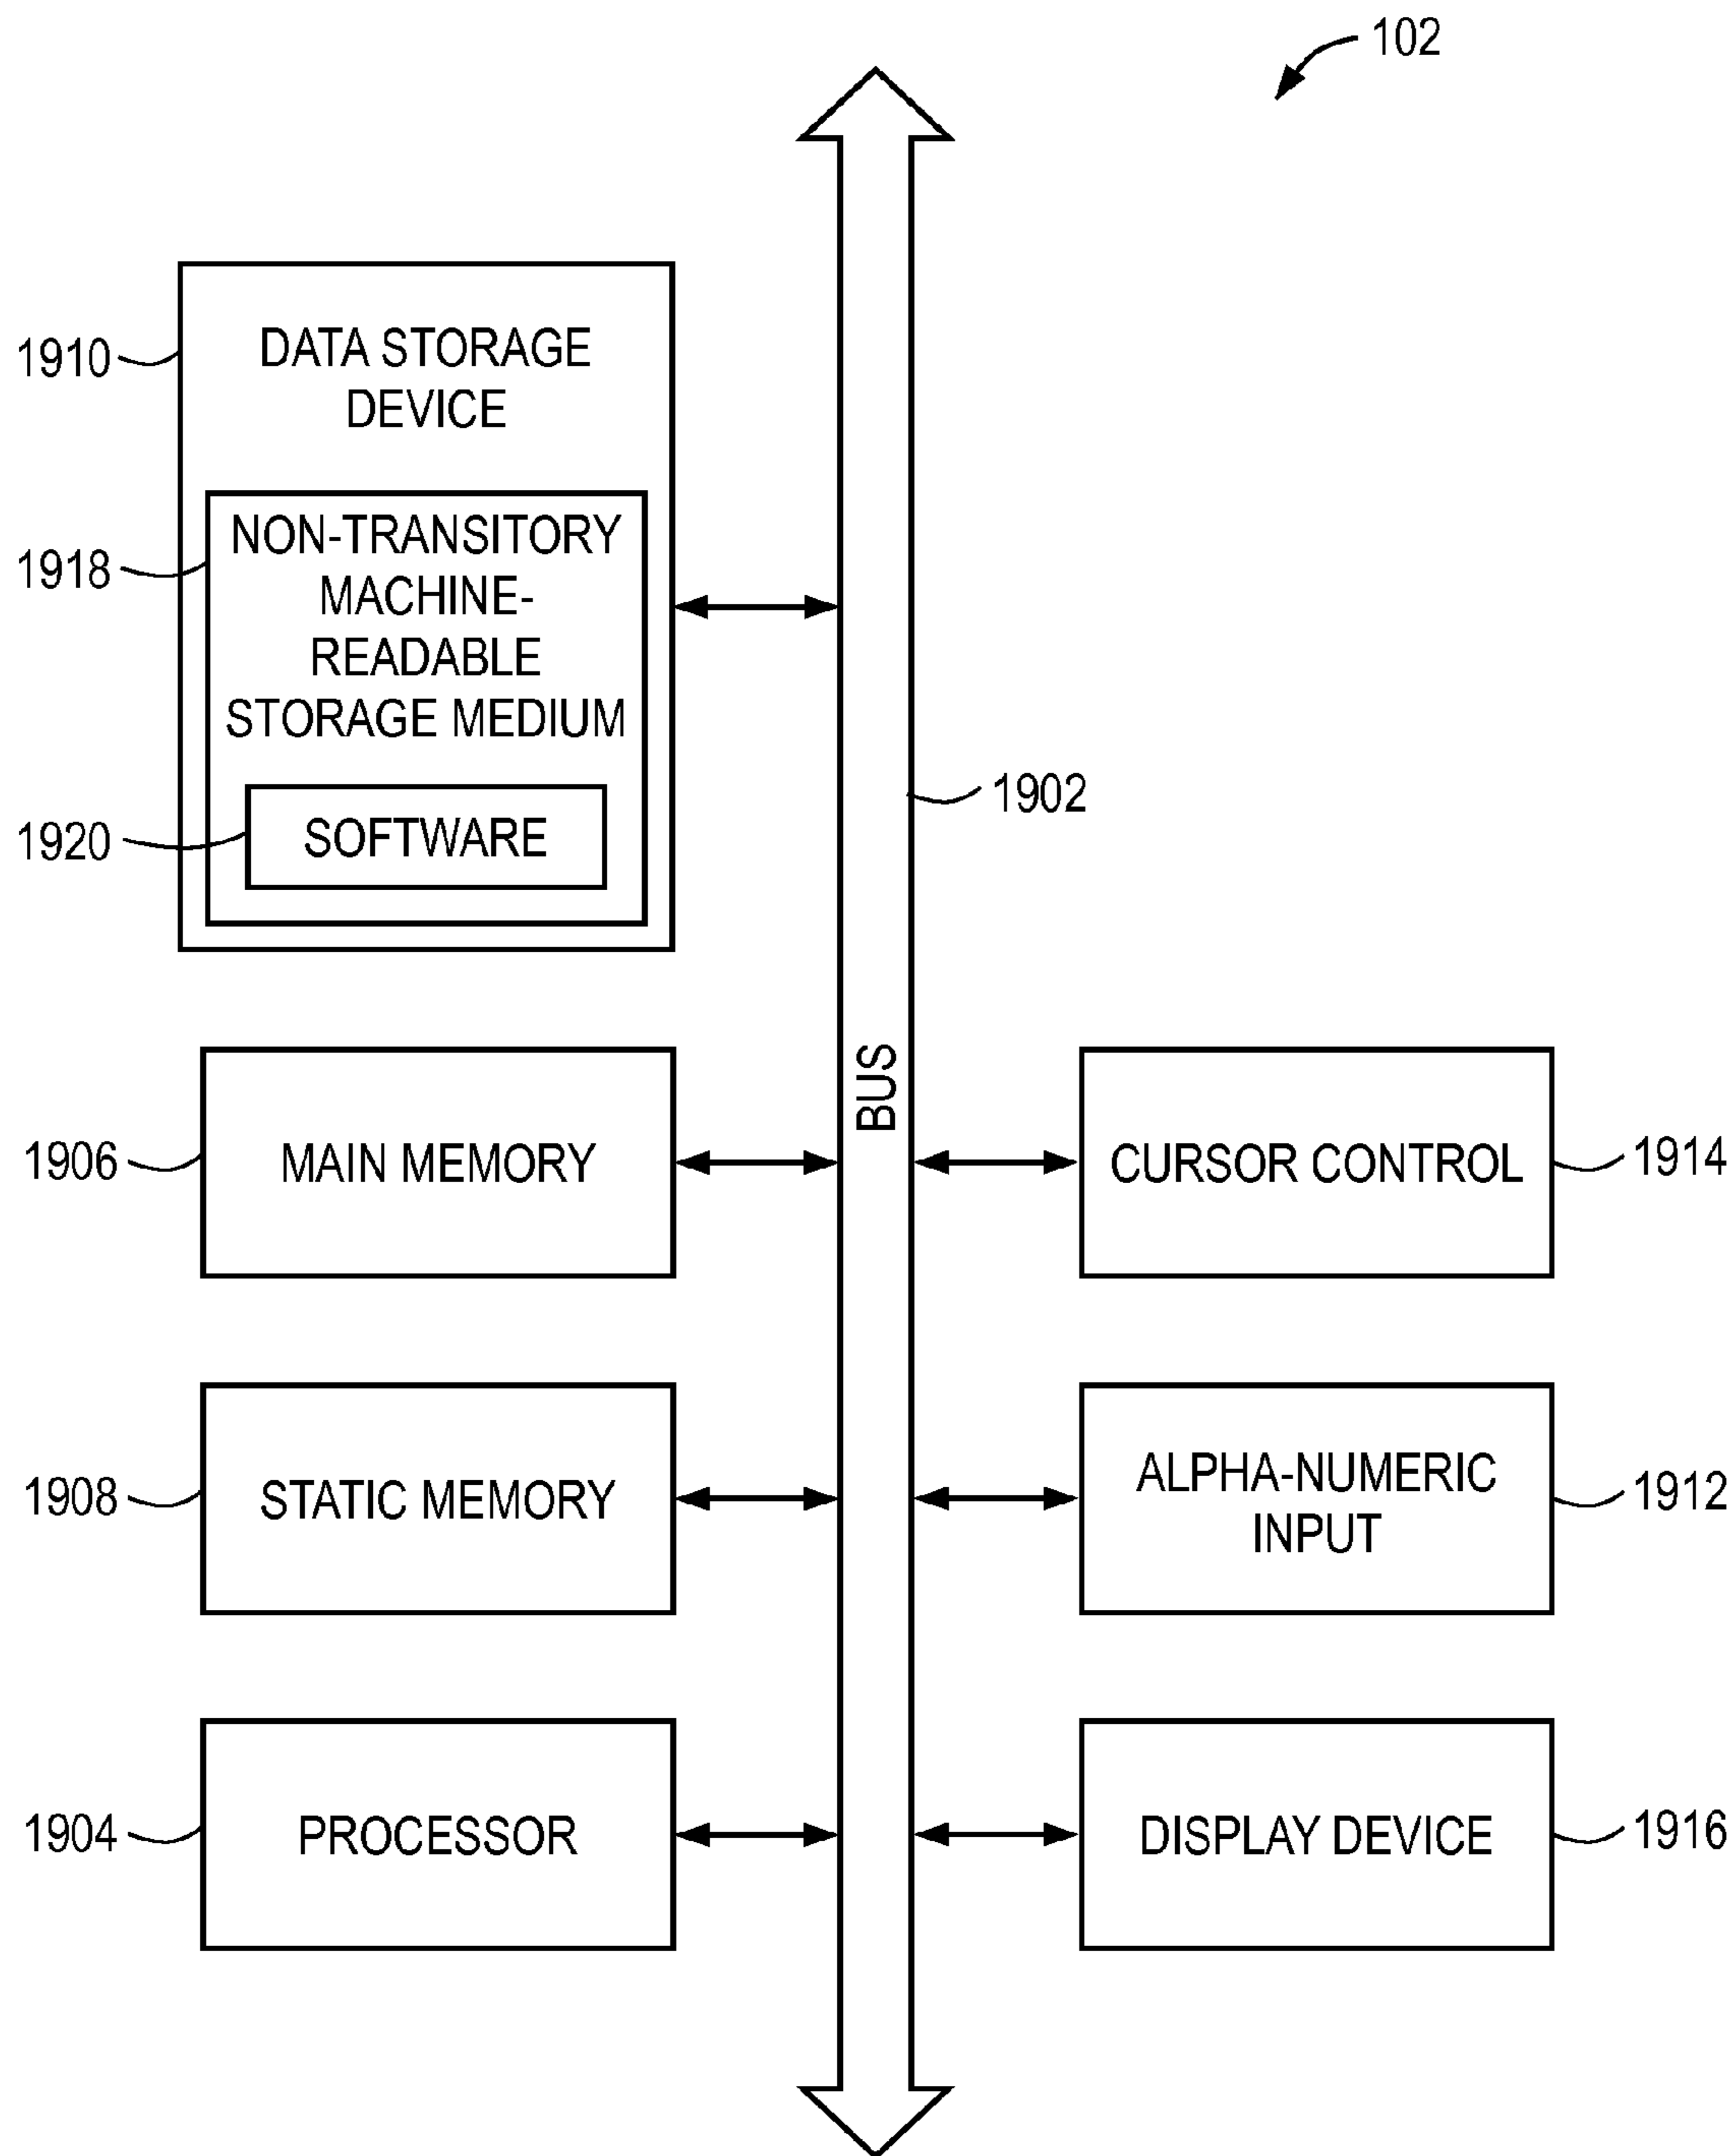 102
1910
DATA STORAGE
DEVICE
1918
NON-TRANSITORY
MACHINE-
READABLE
STORAGE MEDIUM
1920
SOFTWARE
1902
BUS
1906
MAIN MEMORY
CURSOR CONTROL
1914
1908
STATIC MEMORY
ALPHA-NUMERIC
INPUT
1912
1904
PROCESSOR
DISPLAY DEVICE
1916